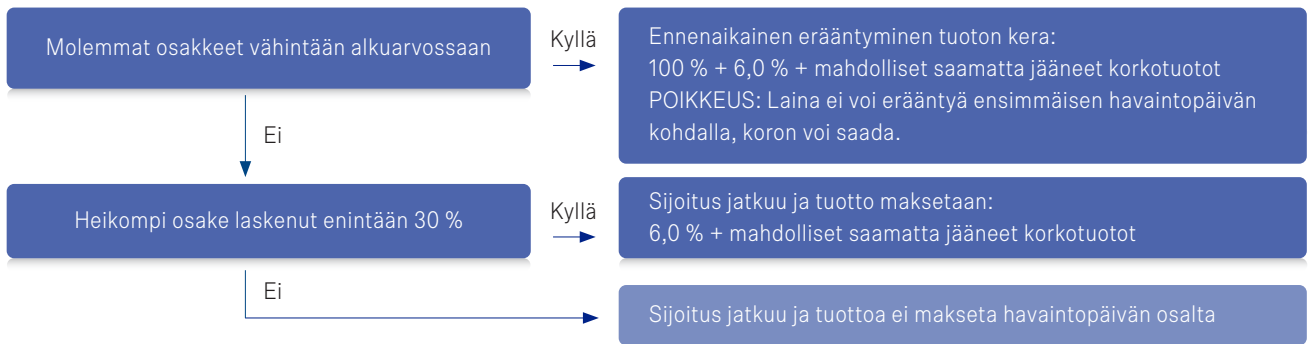 Molemmat osakkeet vähintään alkuarvossaan
Kyllä
Ennenaikainen erääntyminen tuoton kera:
100 % + 6,0 % + mahdolliset saamatta jääneet korkotuotot
POIKKEUS: Laina ei voi erääntyä ensimmäisen havaintopäivän
kohdalla, koron voi saada.
Ei
Heikompi osake laskenut enintään 30 %
Kyllä
Sijoitus jatkuu ja tuotto maksetaan:
6,0 % + mahdolliset saamatta jääneet korkotuotot
Ei
Sijoitus jatkuu ja tuottoa ei makseta havaintopäivän osalta